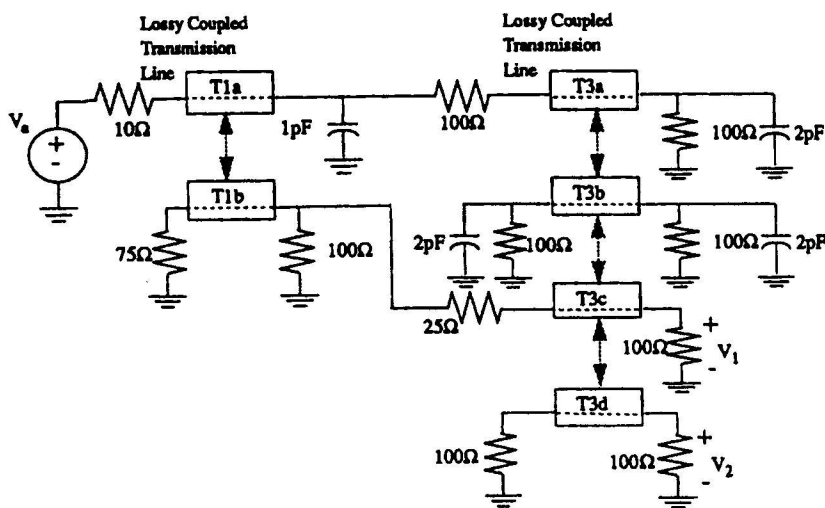 Lossy Coupled
Transmission
Line
Lossy Coupled
Transmission
Line
T1a
T3a
Va
+
-
10Ω
1pF
100Ω
100Ω
2pF
T1b
T3b
75Ω
100Ω
2pF
100Ω
100Ω
2pF
T3c
25Ω
100Ω
+
V1
-
T3d
100Ω
100Ω
+
V2
-